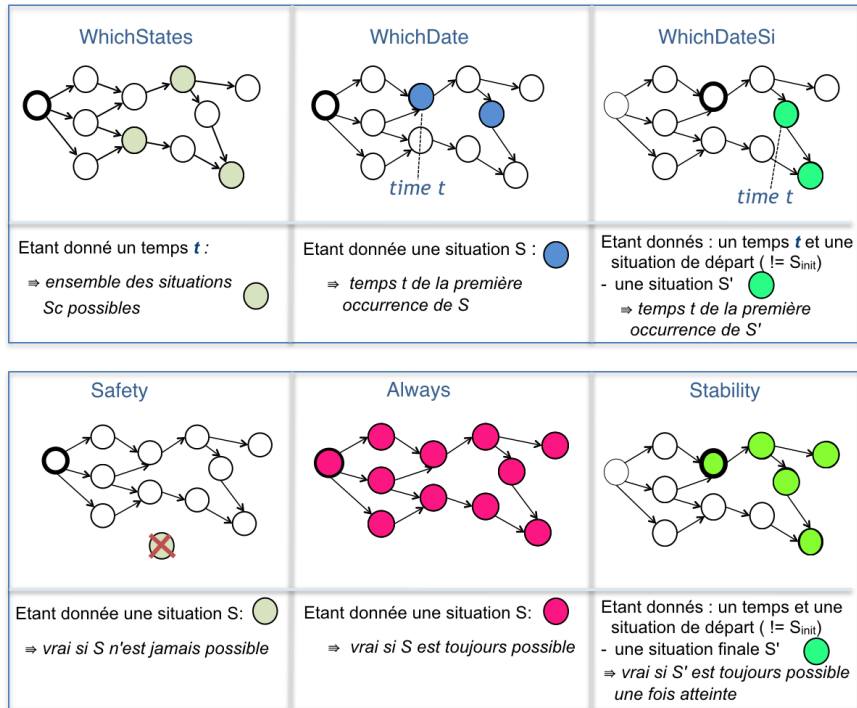 WhichStates
WhichDate
time t
WhichDateSi
time t
Etant donné un temps t :
⇛ ensemble des situations
Sc possibles
Etant donnée une situation S :
⇛ temps t de la première
occurrence de S
Etant donnés : un temps t et une
situation de départ ( != Sinit)
- une situation S'
⇛ temps t de la première
occurrence de S'
Safety
Always
Stability
Etant donnée une situation S:
⇛ vrai si S n'est jamais possible
Etant donnée une situation S:
⇛ vrai si S est toujours possible
Etant donnés : un temps et une
situation de départ ( != Sinit)
- une situation finale S'
⇛ vrai si S' est toujours possible
une fois atteinte